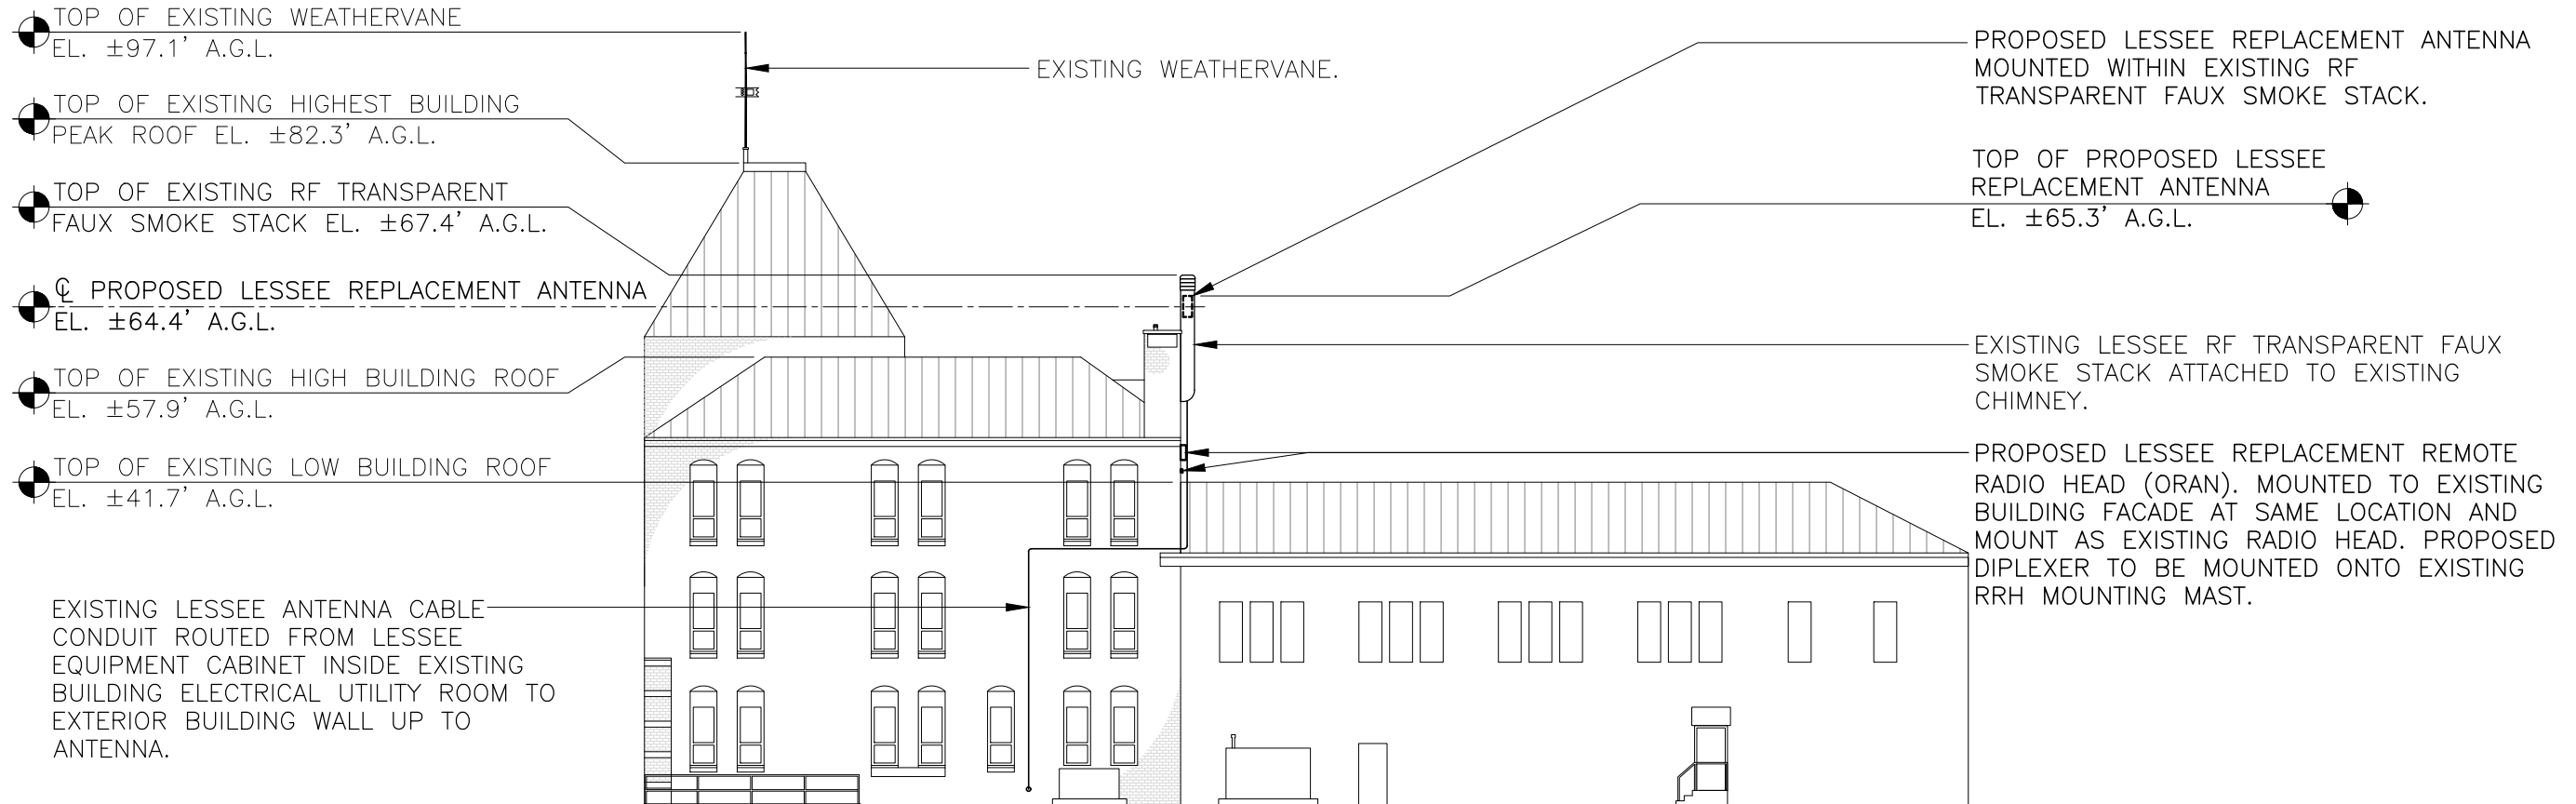 TOP OF EXISTING WEATHERVANE
EL. ±97.1' A.G.L.
TOP OF EXISTING HIGHEST BUILDING
PEAK ROOF EL. ±82.3' A.G.L.
TOP OF EXISTING RF TRANSPARENT
FAUX SMOKE STACK EL. ±67.4' A.G.L.
℄ PROPOSED LESSEE REPLACEMENT ANTENNA
EL. ±64.4' A.G.L.
TOP OF EXISTING HIGH BUILDING ROOF
EL. ±57.9' A.G.L.
TOP OF EXISTING LOW BUILDING ROOF
EL. ±41.7' A.G.L.
EXISTING LESSEE ANTENNA CABLE
CONDUIT ROUTED FROM LESSEE
EQUIPMENT CABINET INSIDE EXISTING
BUILDING ELECTRICAL UTILITY ROOM TO
EXTERIOR BUILDING WALL UP TO
ANTENNA.
EXISTING WEATHERVANE.
PROPOSED LESSEE REPLACEMENT ANTENNA
MOUNTED WITHIN EXISTING RF
TRANSPARENT FAUX SMOKE STACK.
TOP OF PROPOSED LESSEE
REPLACEMENT ANTENNA
EL. ±65.3' A.G.L.
EXISTING LESSEE RF TRANSPARENT FAUX
SMOKE STACK ATTACHED TO EXISTING
CHIMNEY.
PROPOSED LESSEE REPLACEMENT REMOTE
RADIO HEAD (ORAN). MOUNTED TO EXISTING
BUILDING FACADE AT SAME LOCATION AND
MOUNT AS EXISTING RADIO HEAD. PROPOSED
DIPLEXER TO BE MOUNTED ONTO EXISTING
RRH MOUNTING MAST.